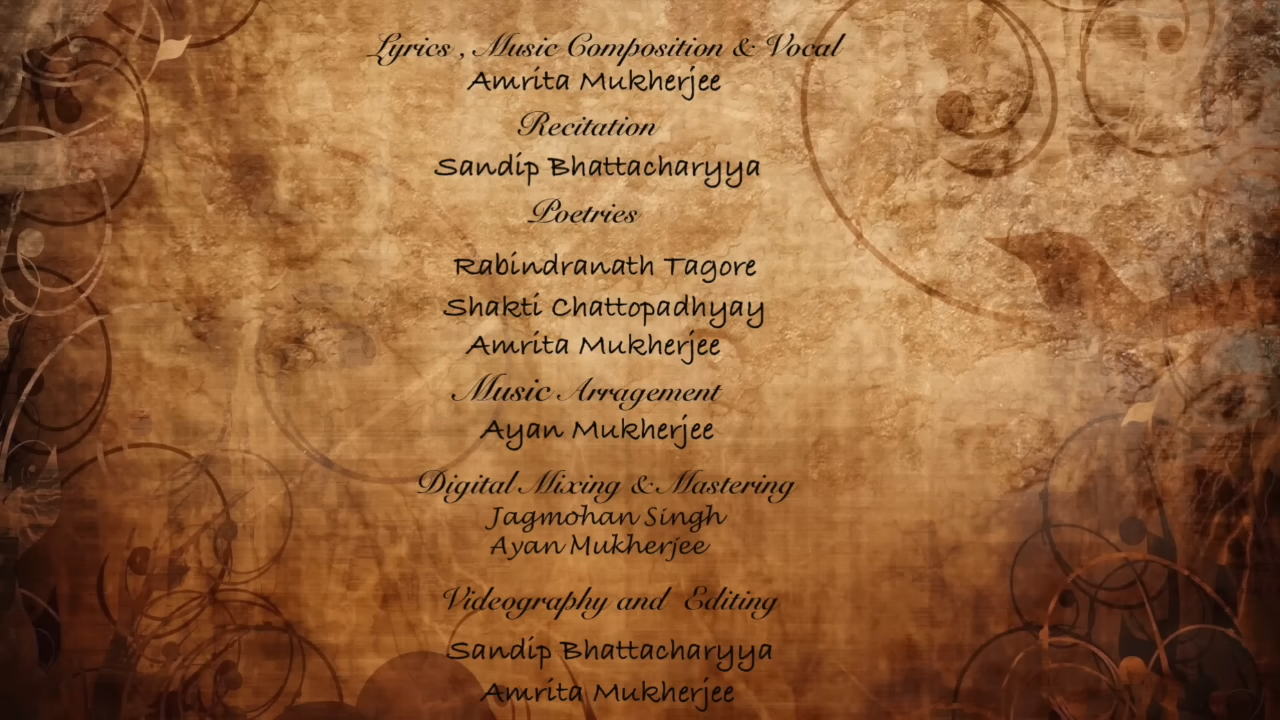 Lyrics , Music Composition & Vocal
Amrita Mukherjee
Recitation
Sandip Bhattacharyya
Poetries
Rabindranath Tagore
Shakti Chattopadhyay
Amrita Mukherjee
Music Arragement
Ayan Mukherjee
Digital Mixing & Mastering
Jagmohan Singh
Ayan Mukherjee
Videography and Editing
Sandip Bhattacharyya
Amrita Mukherjee